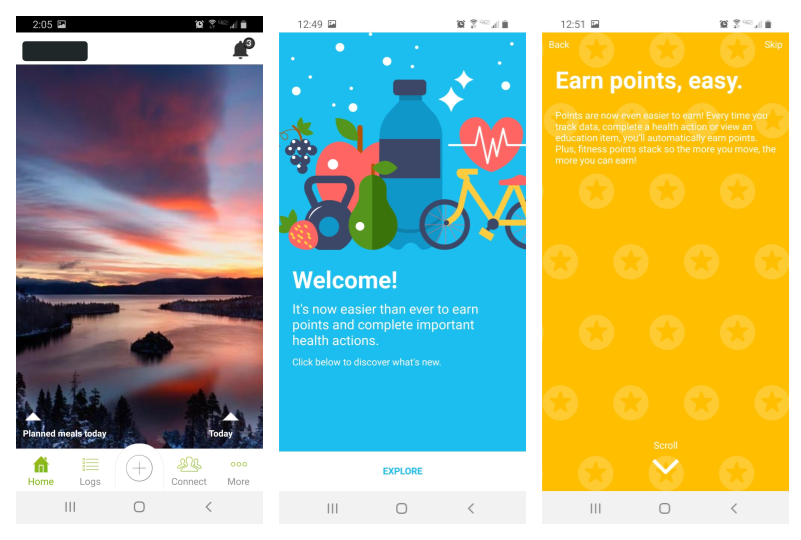 2:05
3
Planned meals today
Today
Home
Logs
Connect
More
12:49
Welcome!
It's now easier than ever to earn
points and complete important
health actions.
Click below to discover what's new.
EXPLORE
12:51
Back
Skip
Earn points, easy.
Points are now even easier to earn! Every time you
track data, complete a health action or view an
education item, you'll automatically earn points.
Plus, fitness points stack so the more you move, the
more you can earn!
Scroll